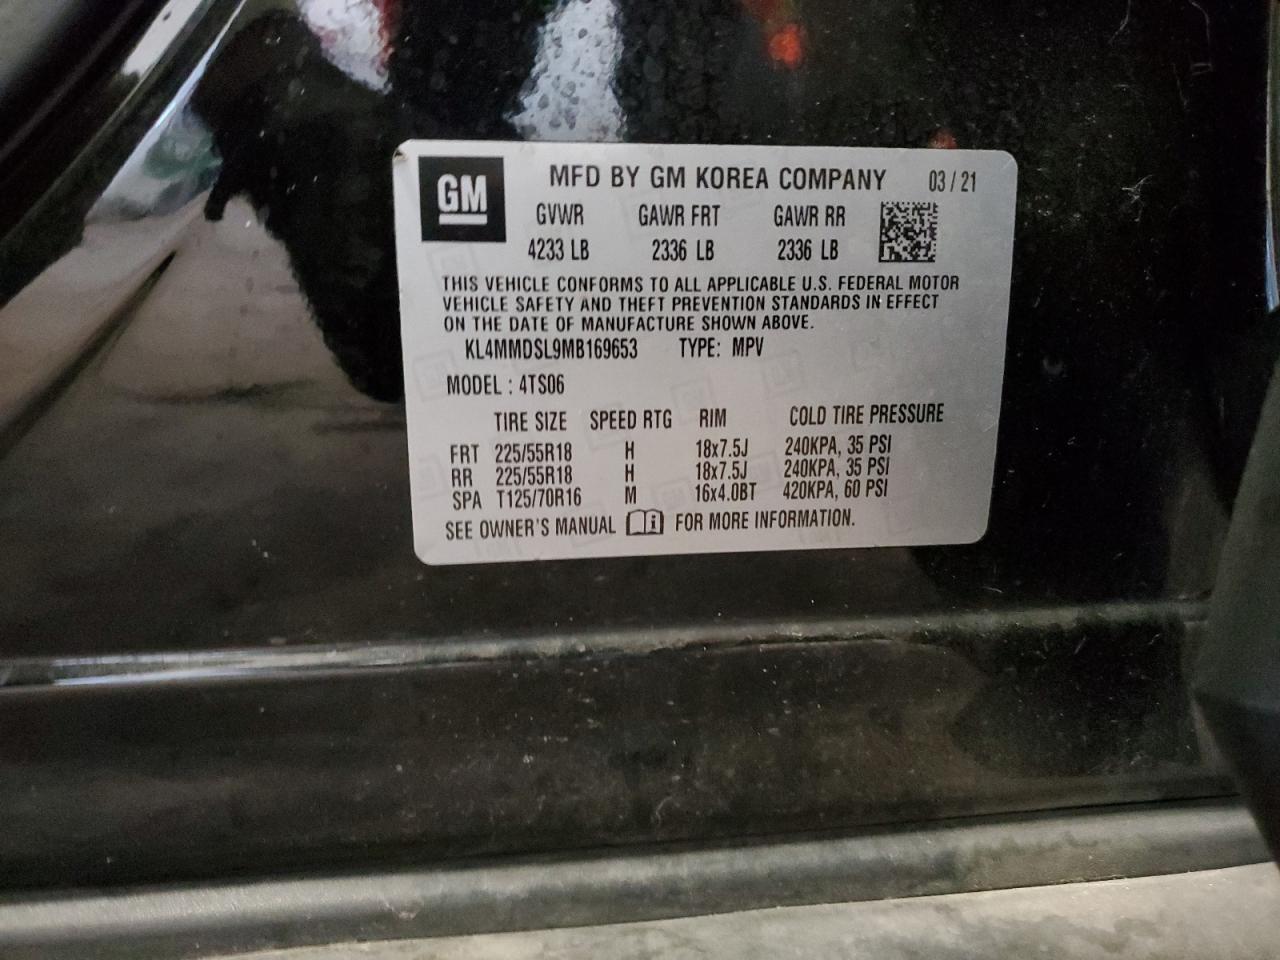 GM MFD BY GM KOREA COMPANY 03/21
GVWR GAWR FRT GAWR RR
4233 LB 2336 LB 2336 LB
THIS VEHICLE CONFORMS TO ALL APPLICABLE U.S. FEDERAL MOTOR
VEHICLE SAFETY AND THEFT PREVENTION STANDARDS IN EFFECT
ON THE DATE OF MANUFACTURE SHOWN ABOVE.
KL4MMDSL9MB169653 TYPE: MPV
MODEL : 4TS06
TIRE SIZE SPEED RTG RIM COLD TIRE PRESSURE
FRT 225/55R18 H 18x7.5J 240KPA, 35 PSI
RR 225/55R18 H 18x7.5J 240KPA, 35 PSI
SPA T125/70R16 M 16x4.0BT 420KPA, 60 PSI
SEE OWNER'S MANUAL FOR MORE INFORMATION.